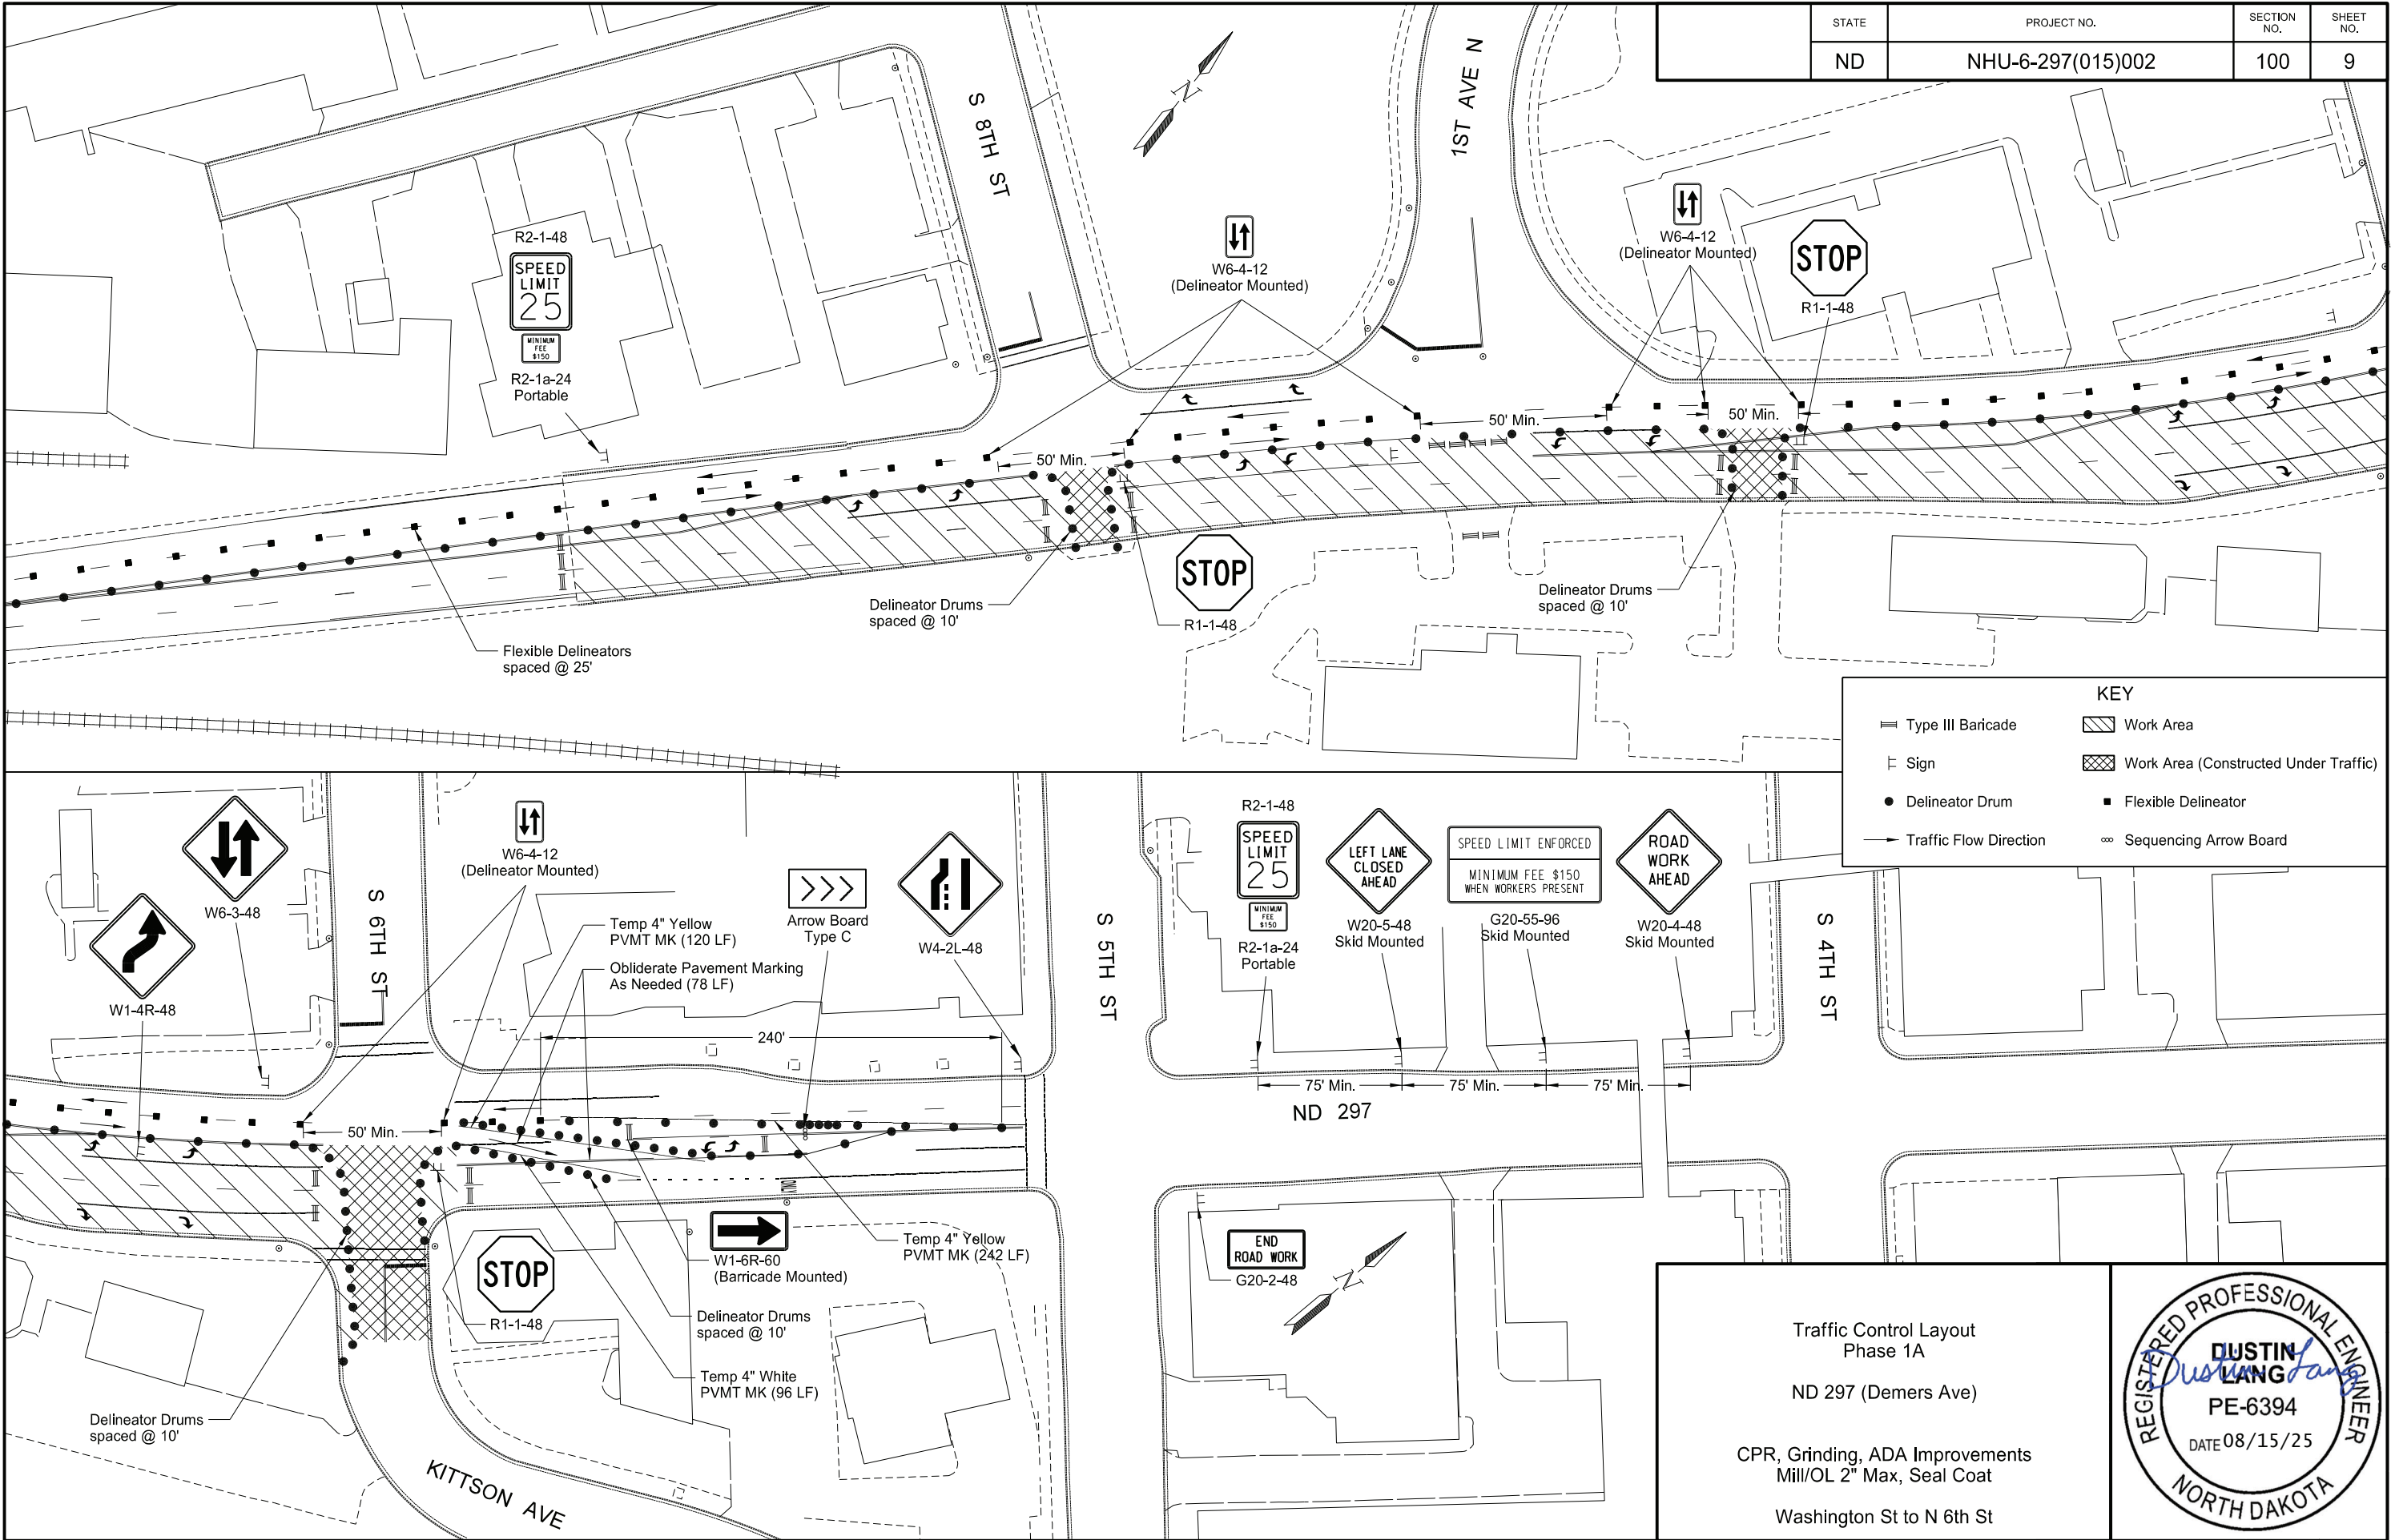 STATE
PROJECT NO.
SECTION
NO.
SHEET
NO.
ND
NHU-6-297(015)002
100
9
S 8TH ST
N
1ST AVE N
R2-1-48
SPEED
LIMIT
25
MINIMUM
FEE
$150
R2-1a-24
Portable
W6-4-12
(Delineator Mounted)
W6-4-12
(Delineator Mounted)
STOP
R1-1-48
50' Min.
50' Min.
50' Min.
Flexible Delineators
spaced @ 25'
Delineator Drums
spaced @ 10'
STOP
R1-1-48
Delineator Drums
spaced @ 10'
KEY
Type III Baricade
Work Area
Sign
Work Area (Constructed Under Traffic)
Delineator Drum
Flexible Delineator
Traffic Flow Direction
Sequencing Arrow Board
W6-3-48
W1-4R-48
S 6TH ST
W6-4-12
(Delineator Mounted)
Temp 4" Yellow
PVMT MK (120 LF)
Obliderate Pavement Marking
As Needed (78 LF)
Arrow Board
Type C
W4-2L-48
240'
S 5TH ST
R2-1-48
SPEED
LIMIT
25
MINIMUM
FEE
$150
R2-1a-24
Portable
LEFT LANE
CLOSED
AHEAD
W20-5-48
Skid Mounted
SPEED LIMIT ENFORCED
MINIMUM FEE $150
WHEN WORKERS PRESENT
G20-55-96
Skid Mounted
ROAD
WORK
AHEAD
W20-4-48
Skid Mounted
S 4TH ST
75' Min.
75' Min.
75' Min.
ND 297
50' Min.
STOP
R1-1-48
W1-6R-60
(Barricade Mounted)
Temp 4" Yellow
PVMT MK (242 LF)
Delineator Drums
spaced @ 10'
Temp 4" White
PVMT MK (96 LF)
Delineator Drums
spaced @ 10'
KITTSON AVE
END
ROAD WORK
G20-2-48
N
Traffic Control Layout
Phase 1A
ND 297 (Demers Ave)
CPR, Grinding, ADA Improvements
Mill/OL 2" Max, Seal Coat
Washington St to N 6th St
REGISTERED PROFESSIONAL ENGINEER
DUSTIN
LANG
Dustin Lang
PE-6394
DATE 08/15/25
NORTH DAKOTA